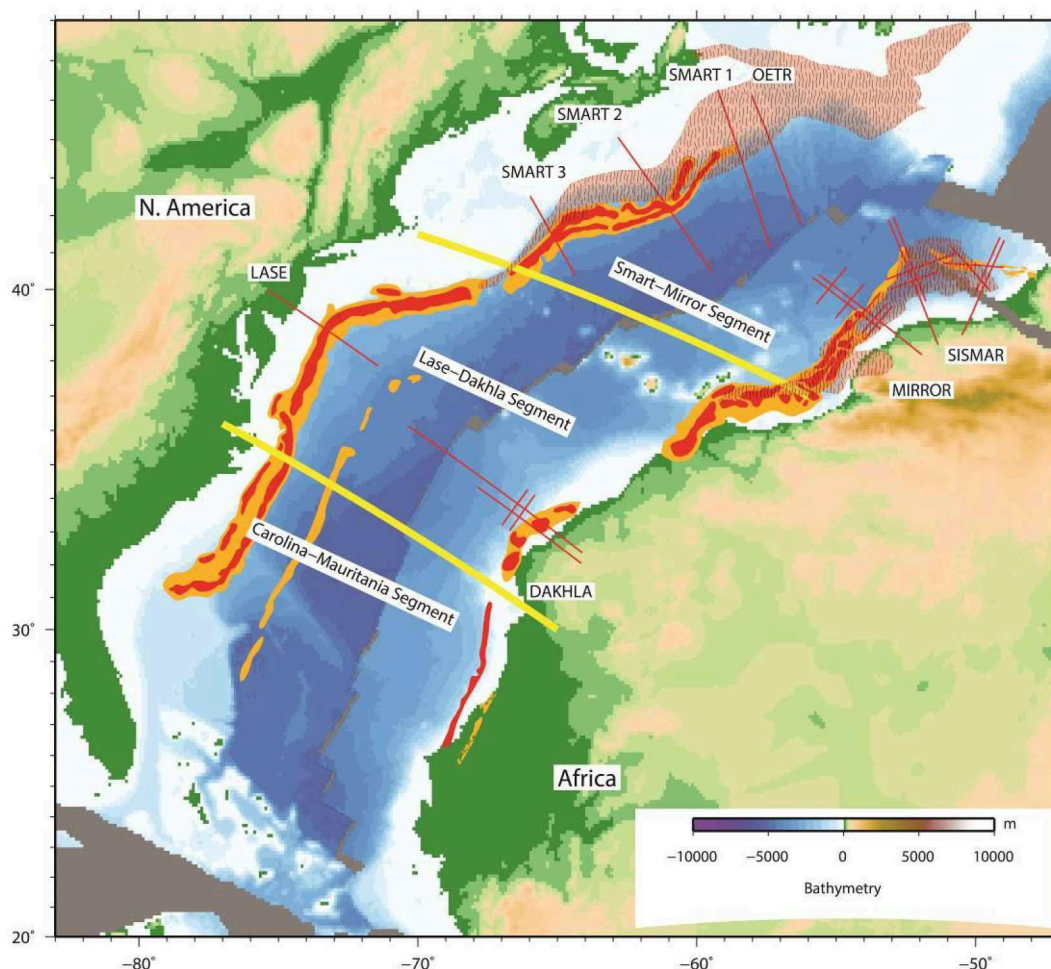 SMART 1
OETR
SMART 2
SMART 3
N. America
LASE
40˚
Smart–Mirror Segment
SISMAR
MIRROR
Lase–Dakhla Segment
Carolina–Mauritania Segment
DAKHLA
30˚
Africa
m
−10000
−5000
0
5000
10000
Bathymetry
20˚
−80˚
−70˚
−60˚
−50˚